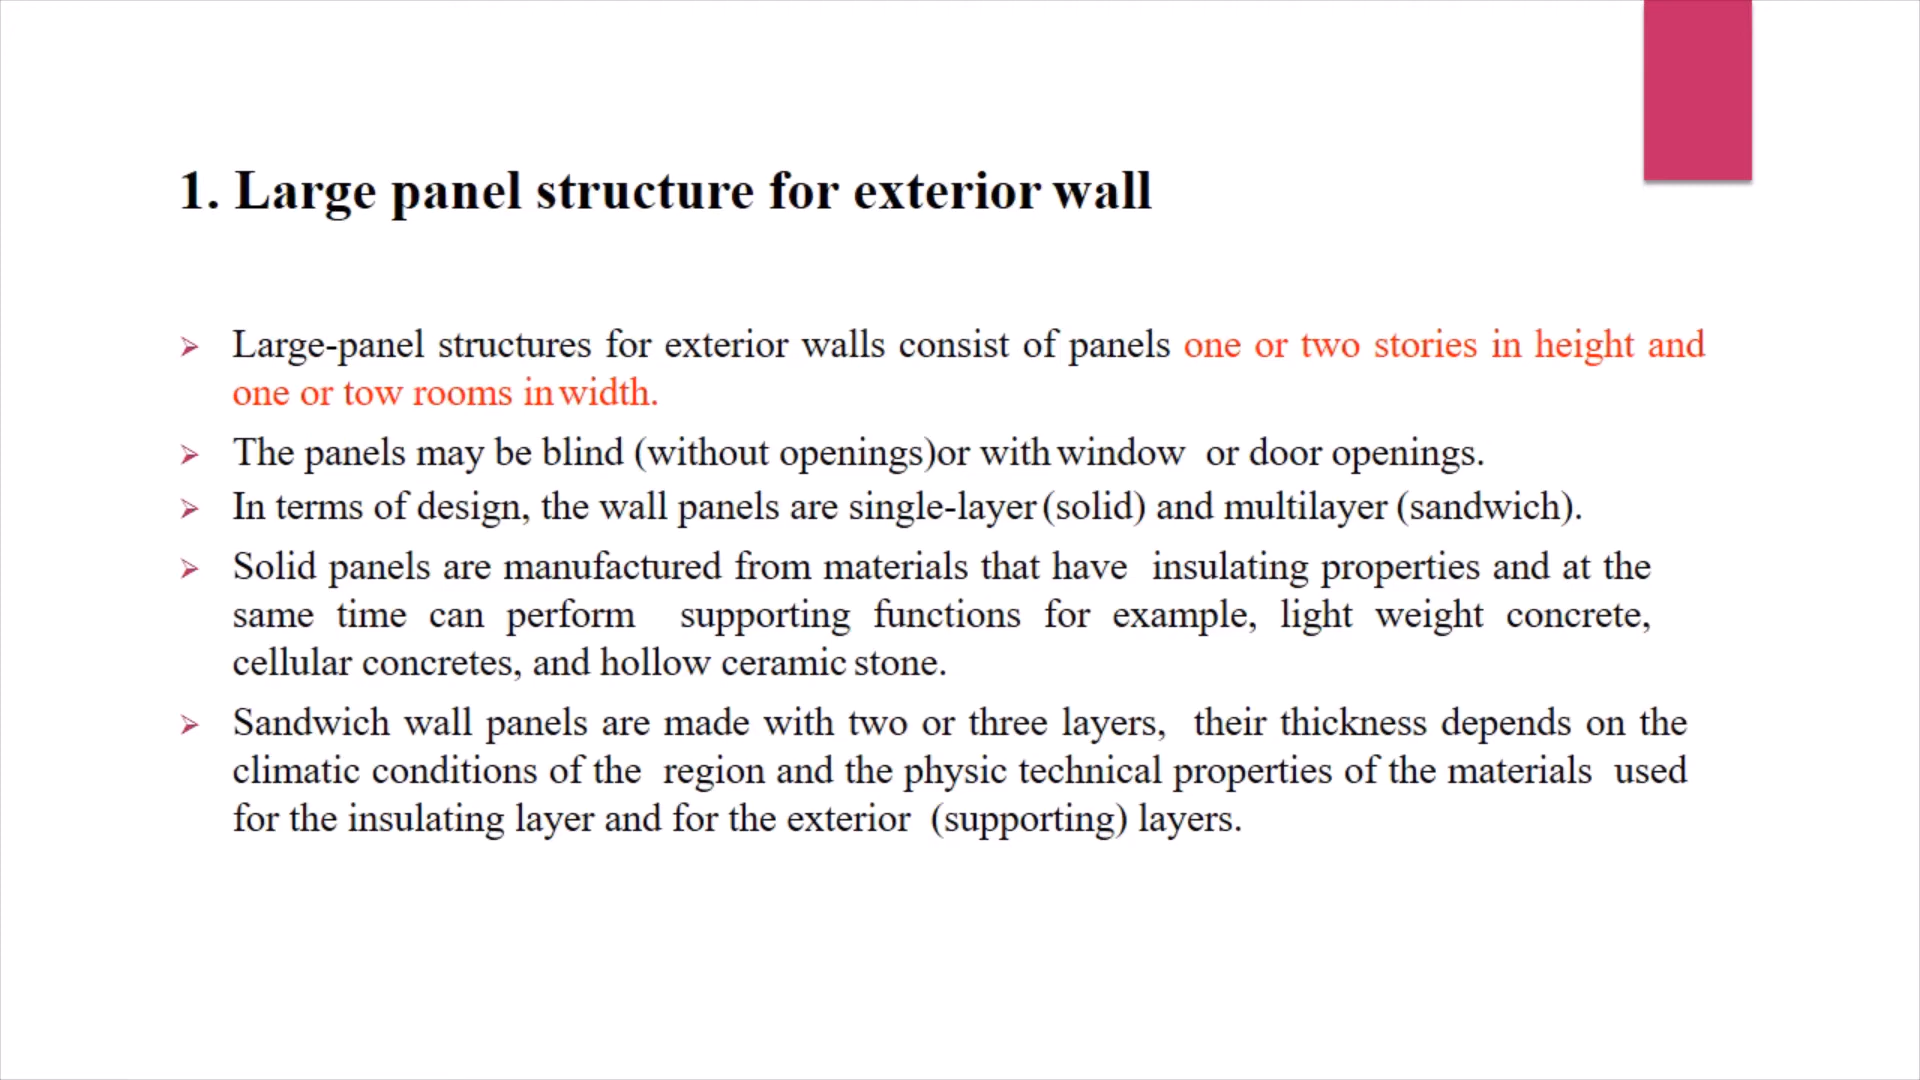 1. Large panel structure for exterior wall
Large-panel structures for exterior walls consist of panels one or two stories in height and
one or tow rooms in width.
The panels may be blind (without openings)or with window or door openings.
In terms of design, the wall panels are single-layer (solid) and multilayer (sandwich).
Solid panels are manufactured from materials that have insulating properties and at the
same time can perform supporting functions for example, light weight concrete,
cellular concretes, and hollow ceramic stone.
Sandwich wall panels are made with two or three layers, their thickness depends on the
climatic conditions of the region and the physic technical properties of the materials used
for the insulating layer and for the exterior (supporting) layers.